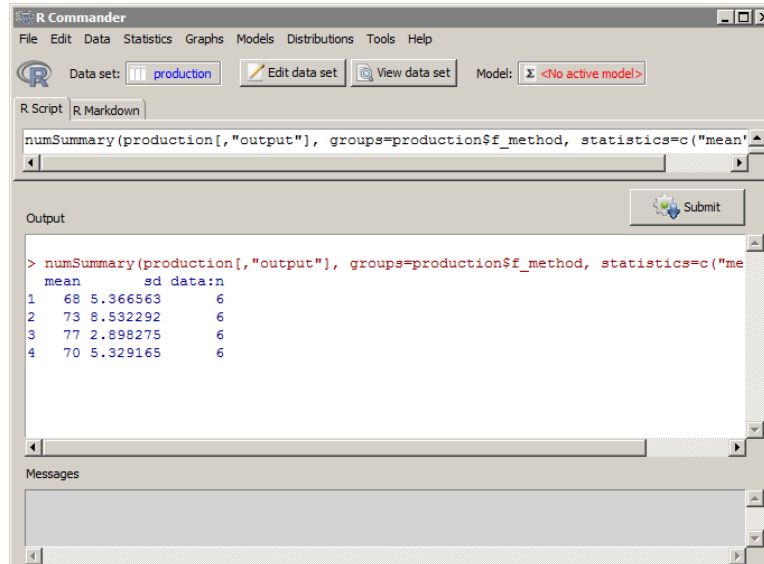 R Commander
File Edit Data Statistics Graphs Models Distributions Tools Help
R Data set: production Edit data set View data set Model: Σ <No active model>
R Script R Markdown
numSummary(production[,"output"], groups=production$f_method, statistics=c("mean"
Submit
Output
> numSummary(production[,"output"], groups=production$f_method, statistics=c("me
mean sd data:n
1 68 5.366563 6
2 73 8.532292 6
3 77 2.898275 6
4 70 5.329165 6
Messages